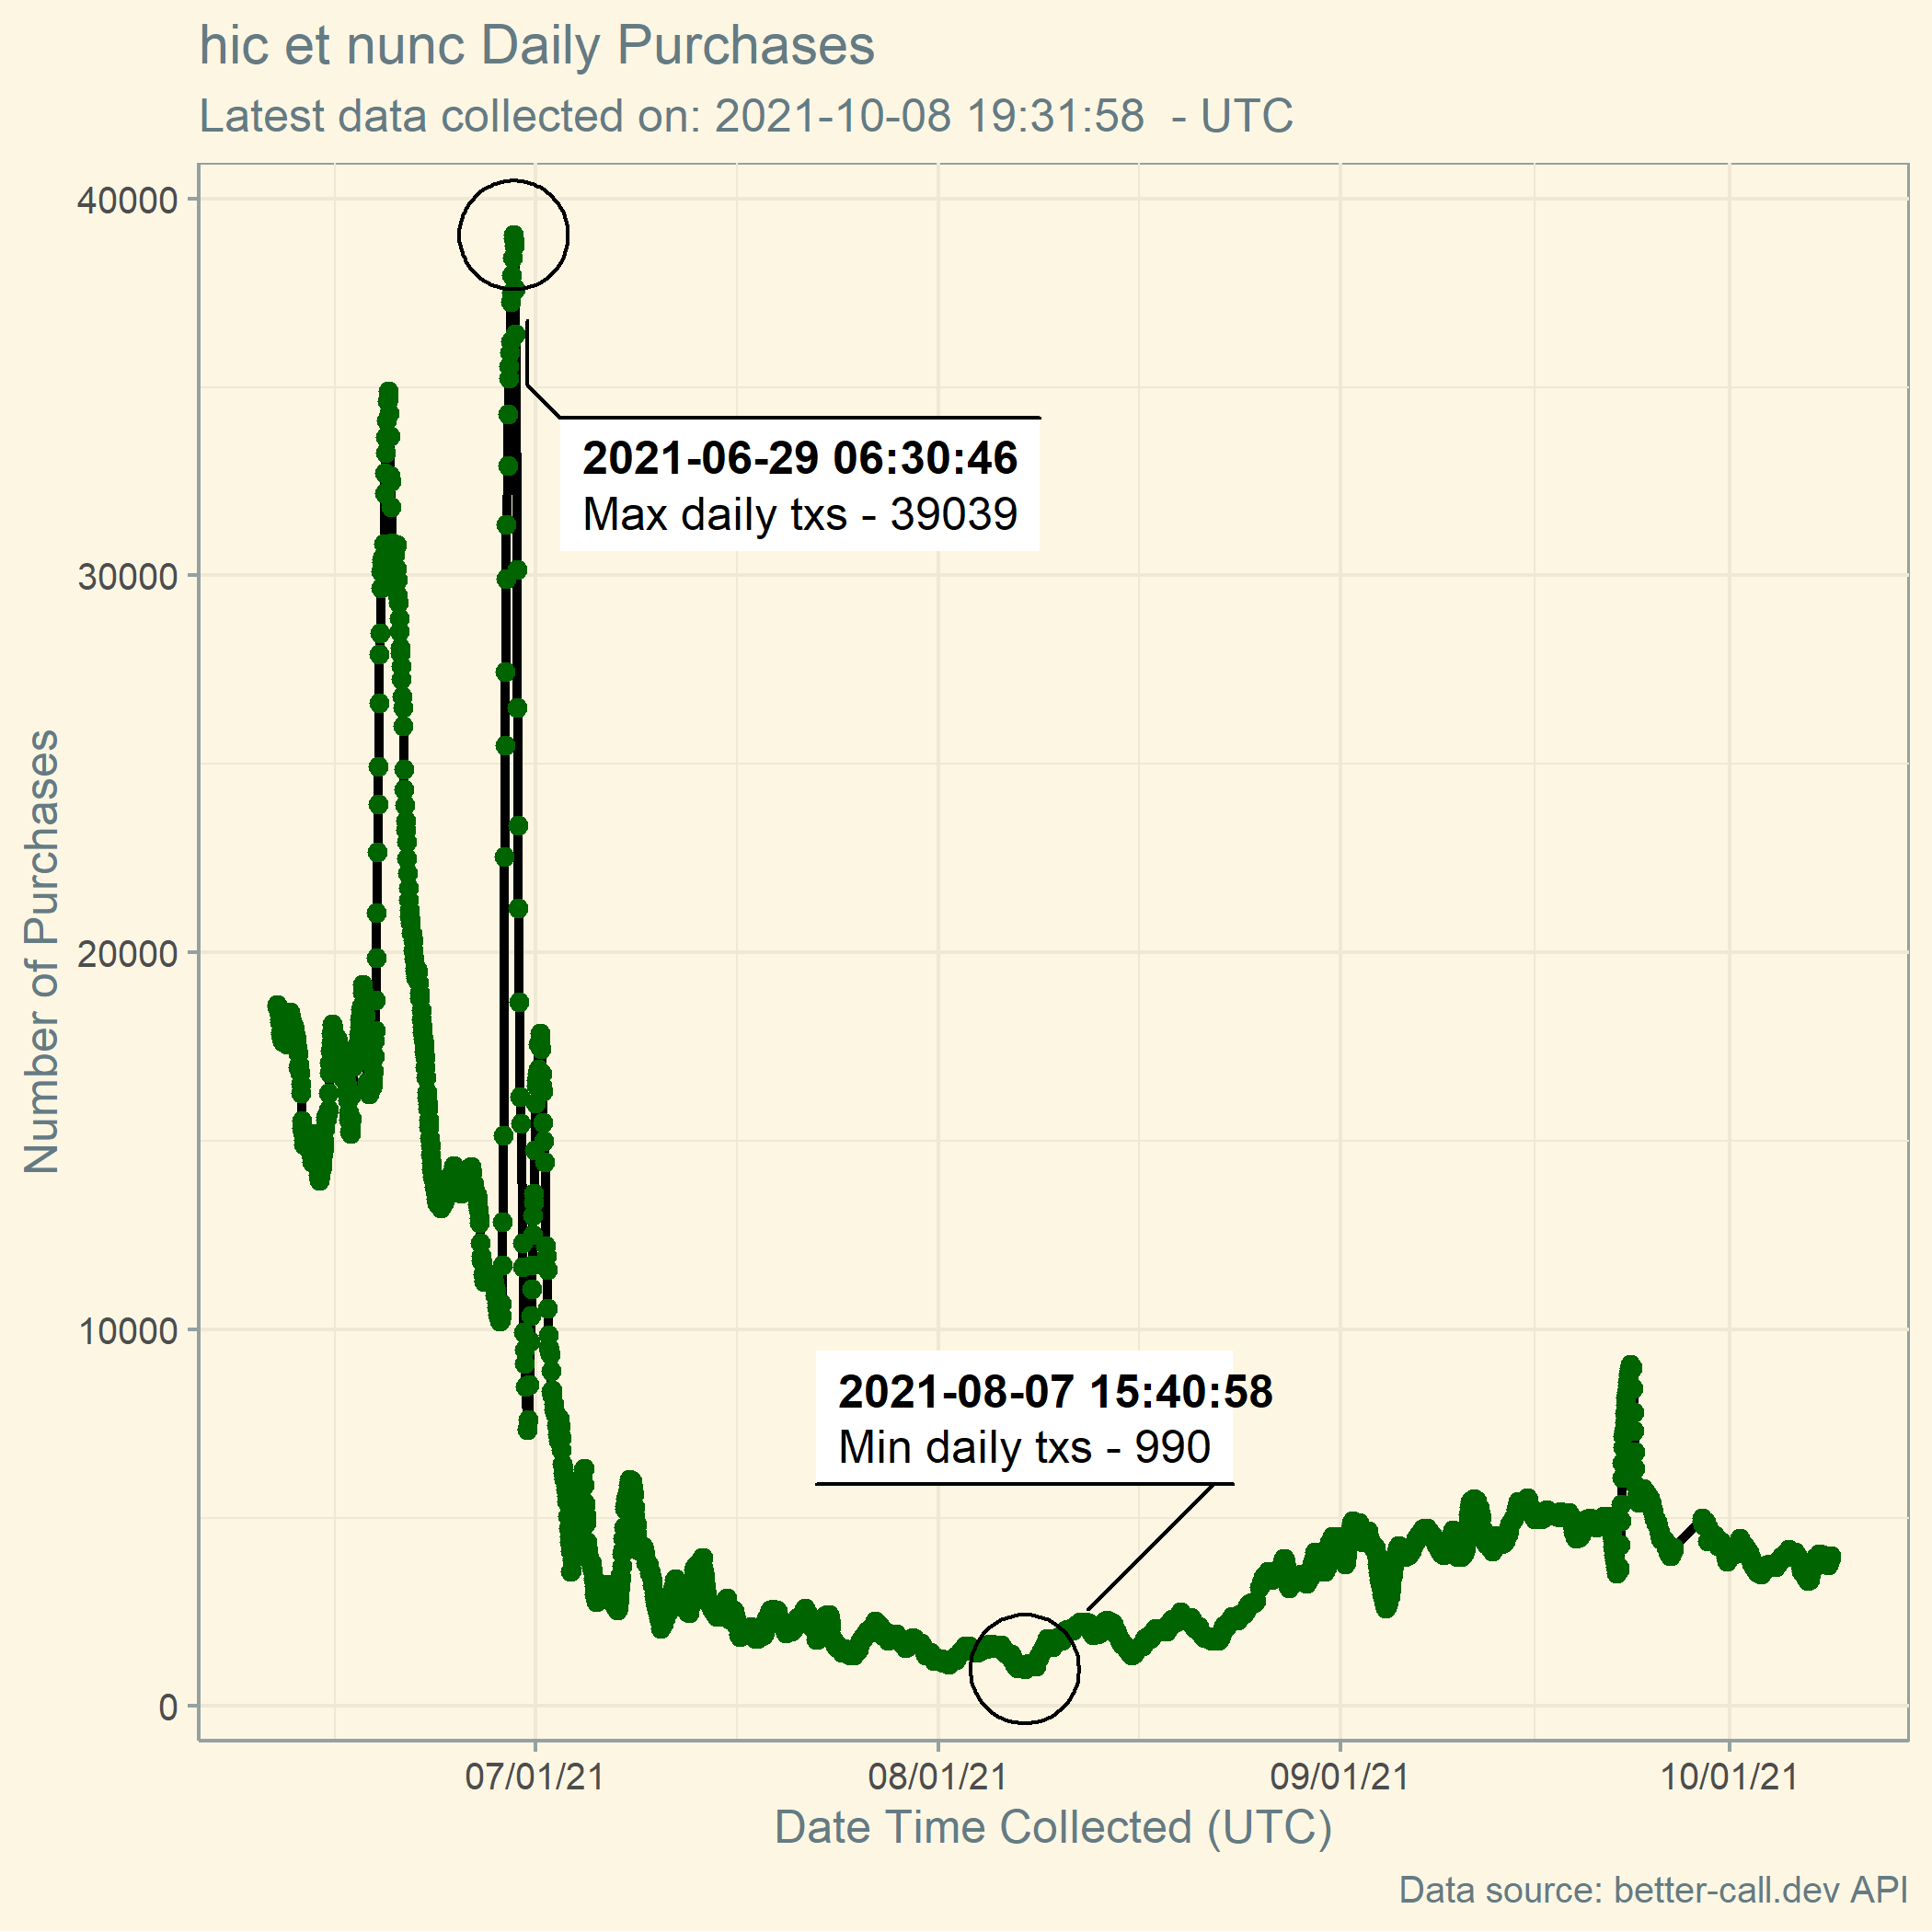 hic et nunc Daily Purchases
Latest data collected on: 2021-10-08 19:31:58  - UTC
40000
30000
20000
10000
0
Number of Purchases
2021-06-29 06:30:46
Max daily txs - 39039
2021-08-07 15:40:58
Min daily txs - 990
07/01/21
08/01/21
09/01/21
10/01/21
Date Time Collected (UTC)
Data source: better-call.dev API